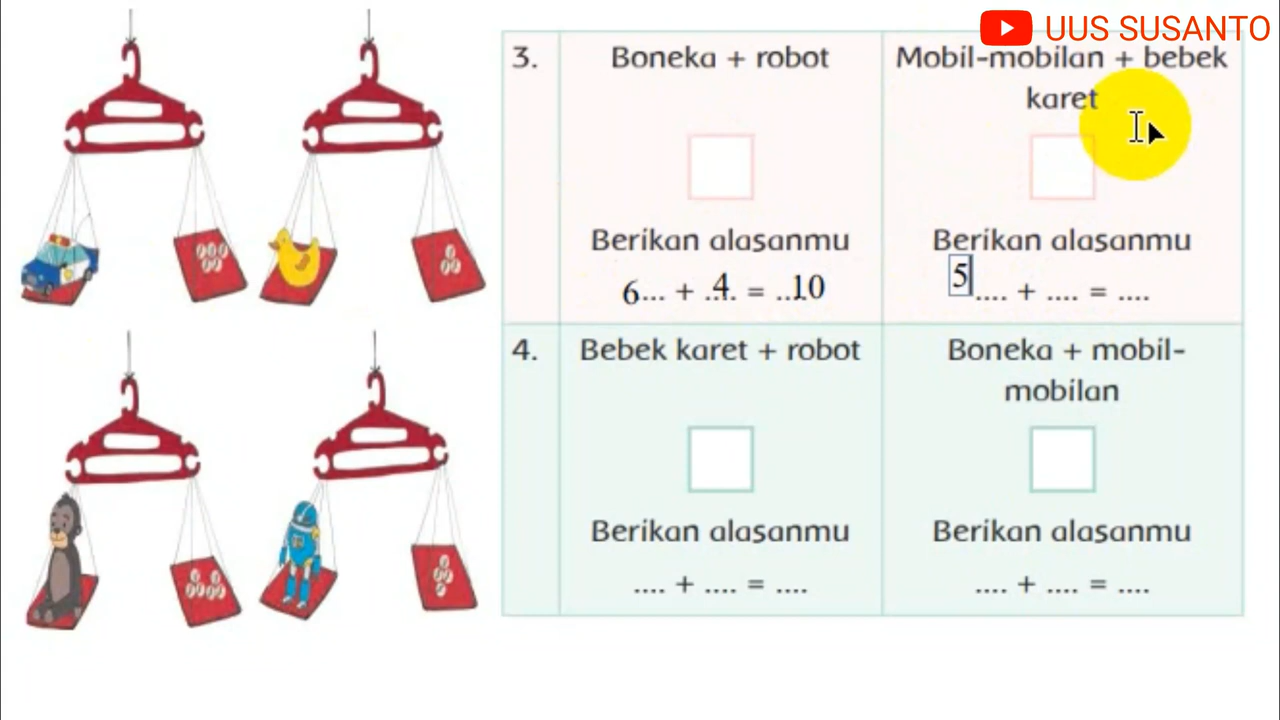 UUS SUSANTO
3.
Boneka + robot
Berikan alasanmu
6... + .4.. = ..10
Mobil-mobilan + bebek
karet
Berikan alasanmu
5.... + .... = ....
4.
Bebek karet + robot
Berikan alasanmu
.... + .... = ....
Boneka + mobil-
mobilan
Berikan alasanmu
.... + .... = ....